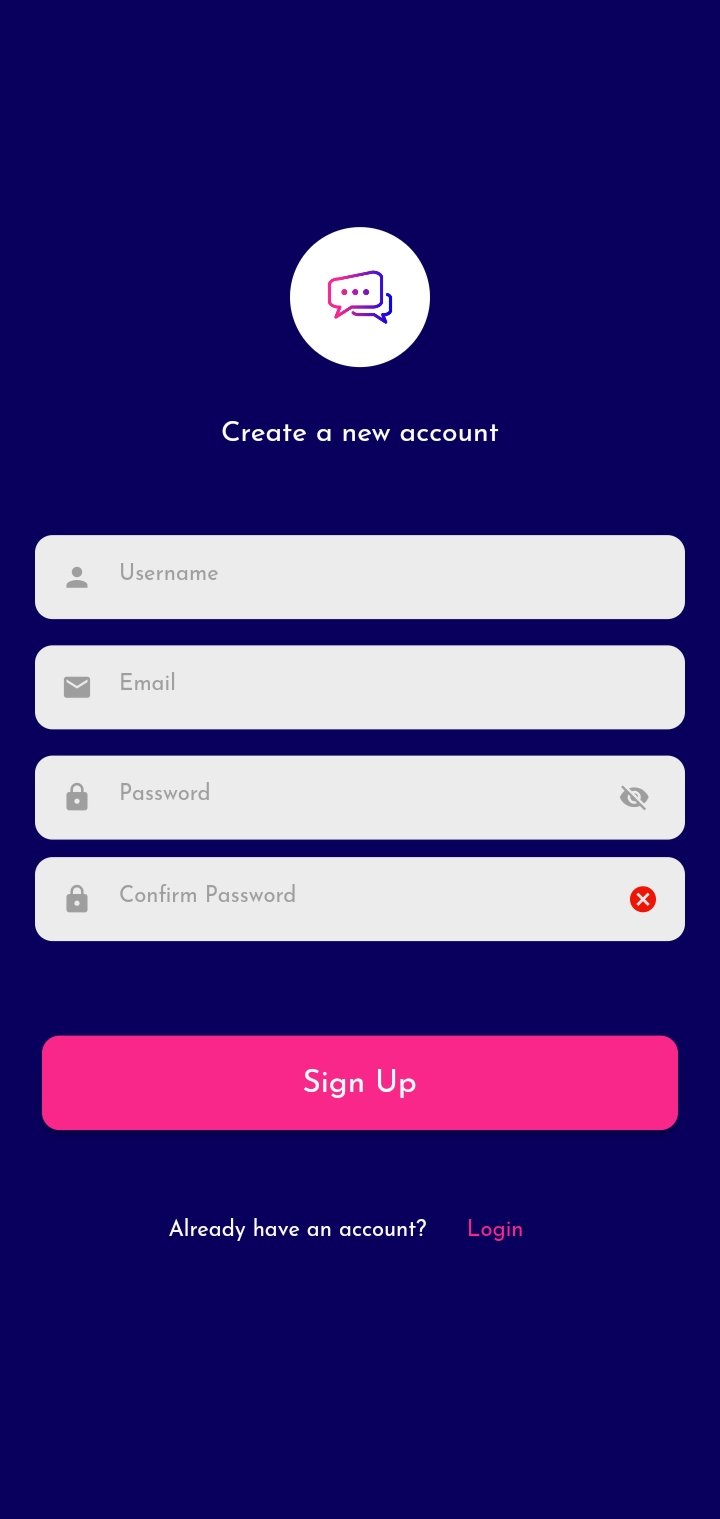 Create a new account
Username
Email
Password
Confirm Password
Sign Up
Already have an account? Login